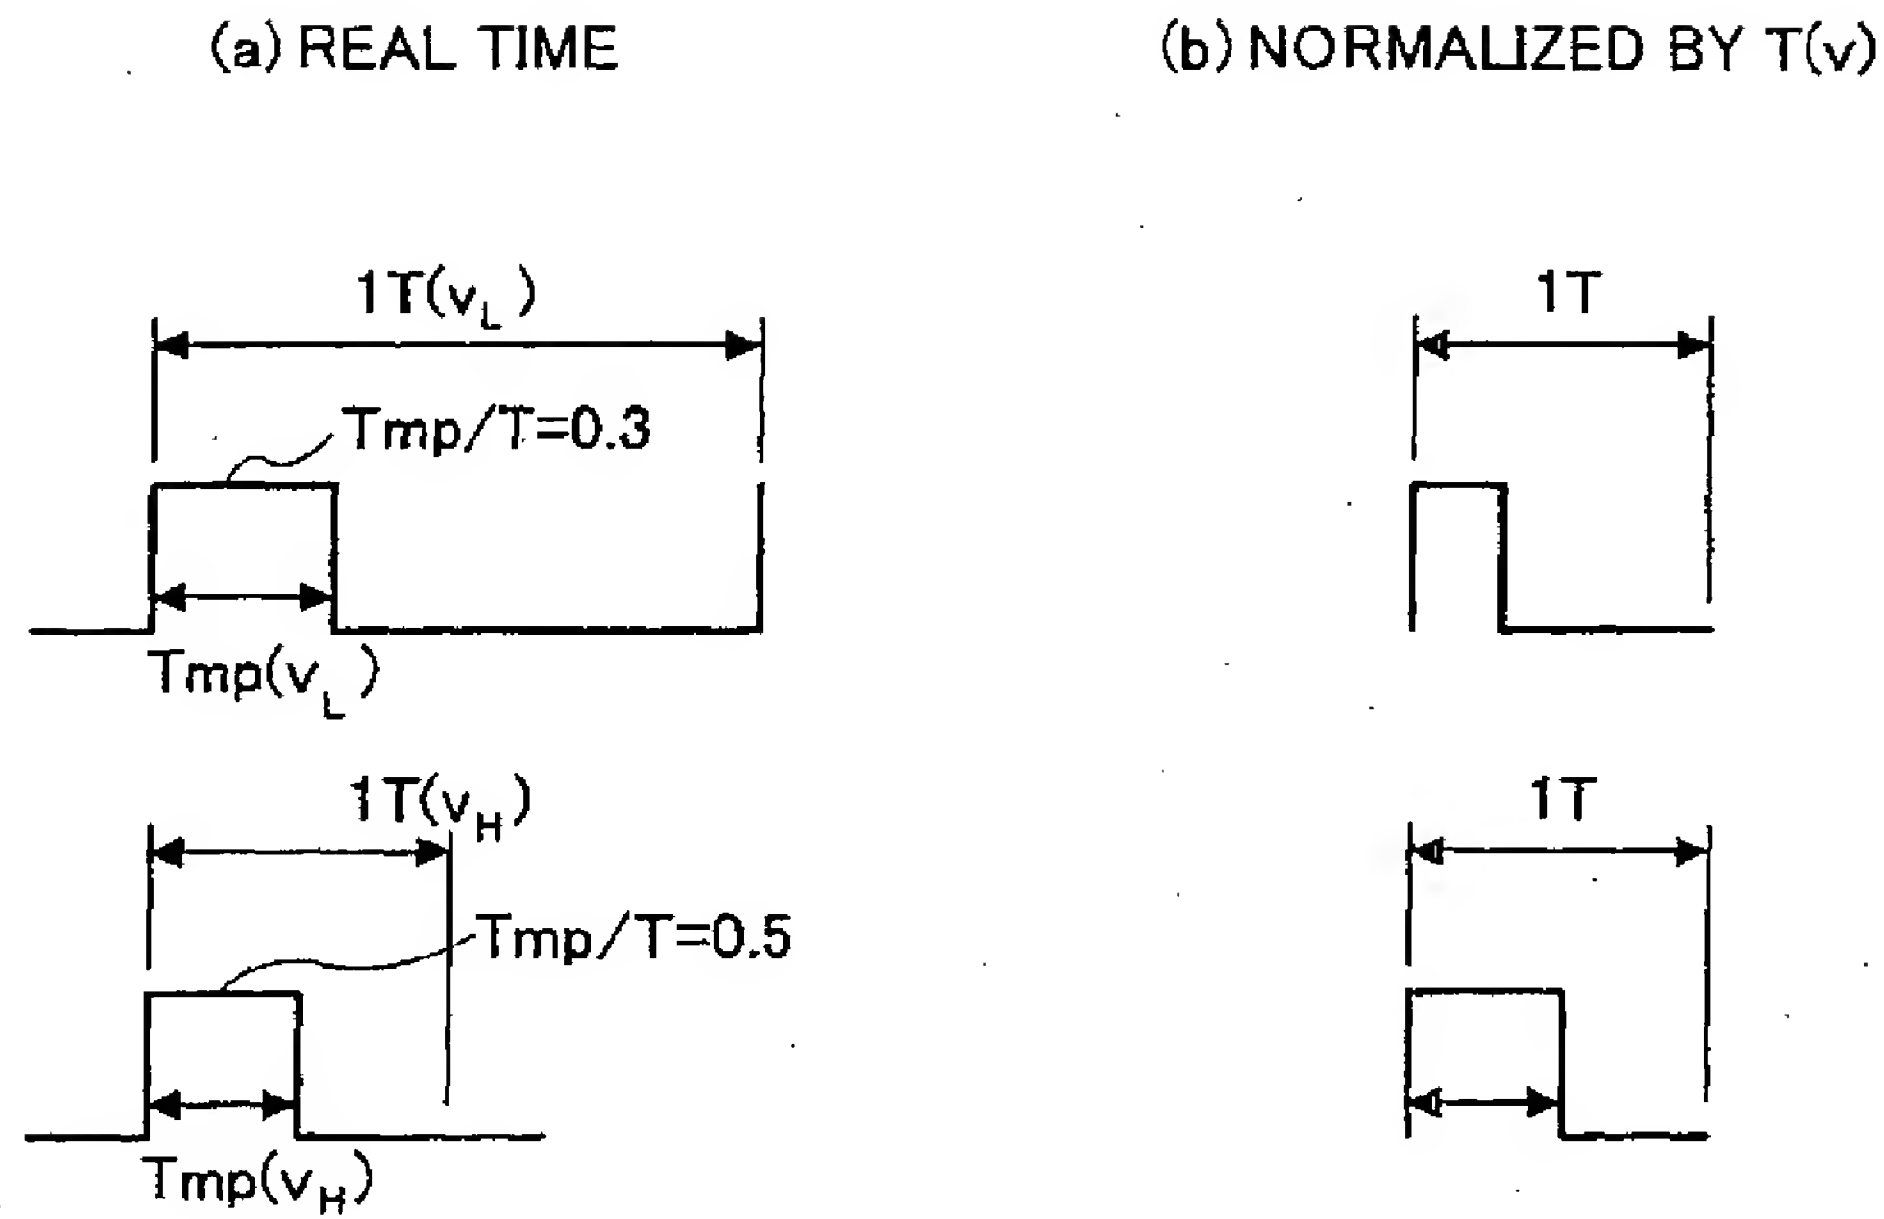 (a) REAL TIME
(b) NORMALIZED BY T(v)
1T(vL)
1T
Tmp/T=0.3
Tmp(vL)
1T(vH)
1T
Tmp/T=0.5
Tmp(vH)